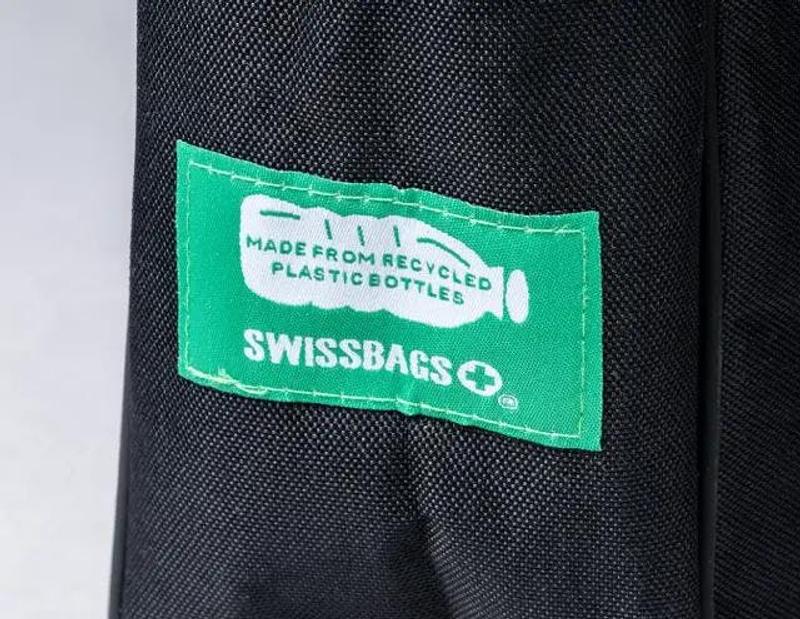 MADE FROM RECYCLED
PLASTIC BOTTLES
SWISSBAGS